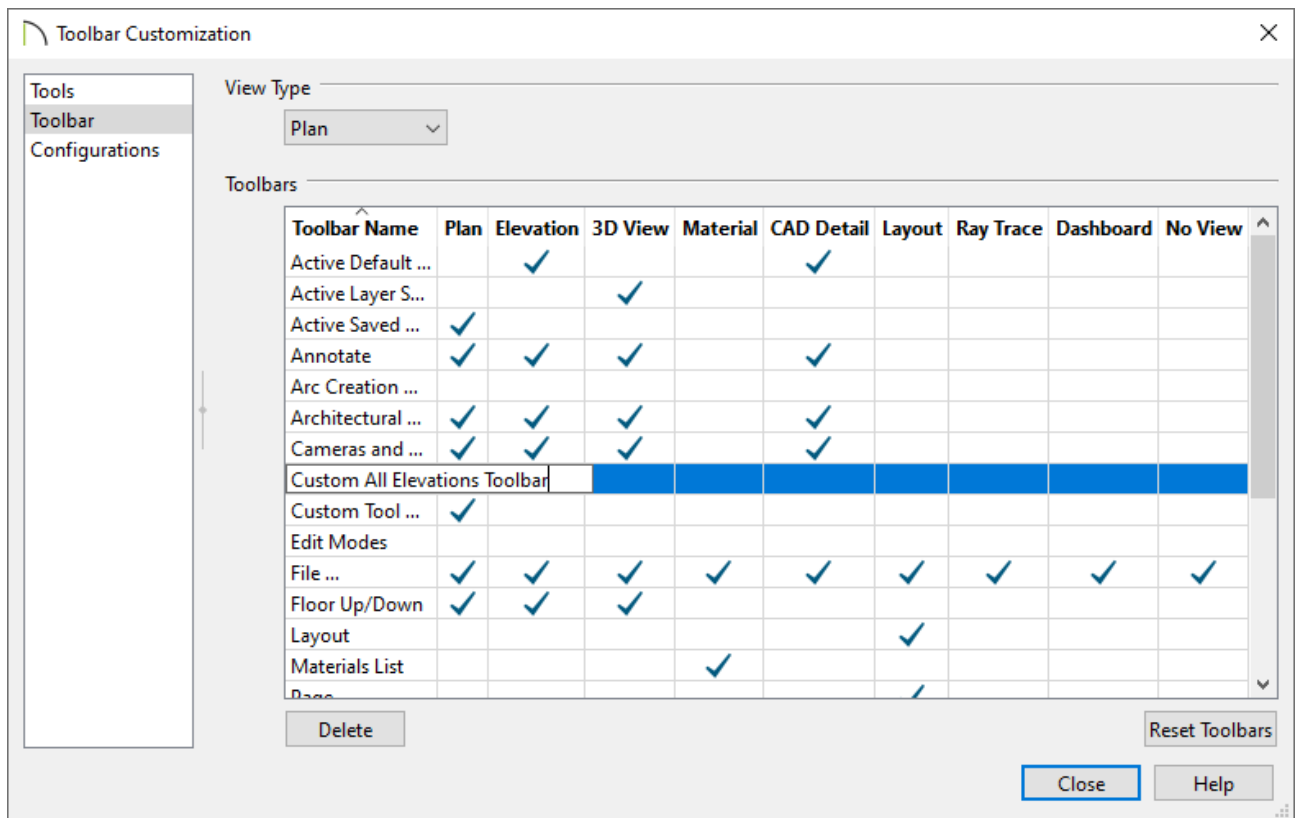 Toolbar Customization
Tools
Toolbar
Configurations
View Type
Plan
Toolbars
Toolbar Name Plan Elevation 3D View Material CAD Detail Layout Ray Trace Dashboard No View
Active Default ...
Active Layer S...
Active Saved ...
Annotate
Arc Creation ...
Architectural ...
Cameras and ...
Custom All Elevations Toolbar
Custom Tool ...
Edit Modes
File ...
Floor Up/Down
Layout
Materials List
Page
Delete Reset Toolbars
Close Help